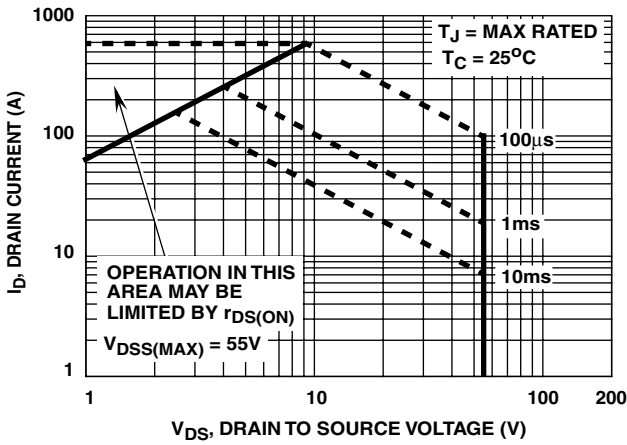 1000
T_J = MAX RATED
T_C = 25°C
I_D, DRAIN CURRENT (A)
100
100μs
1ms
10
OPERATION IN THIS
AREA MAY BE
LIMITED BY r_DS(ON)
10ms
V_DSS(MAX) = 55V
1
1
10
100
200
V_DS, DRAIN TO SOURCE VOLTAGE (V)